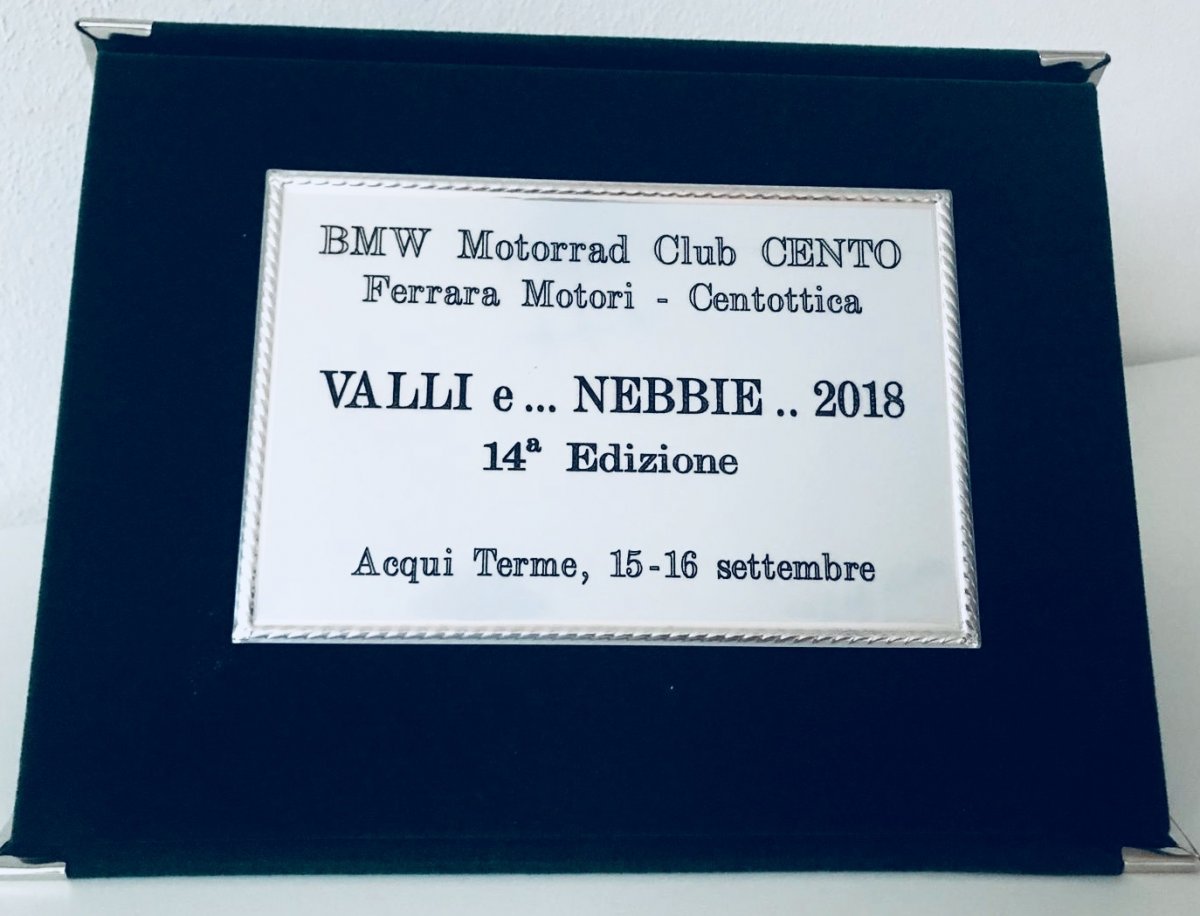 BMW Motorrad Club CENTO
Ferrara Motori - Centottica
VALLI e... NEBBIE.. 2018
14ª Edizione
Acqui Terme, 15-16 settembre